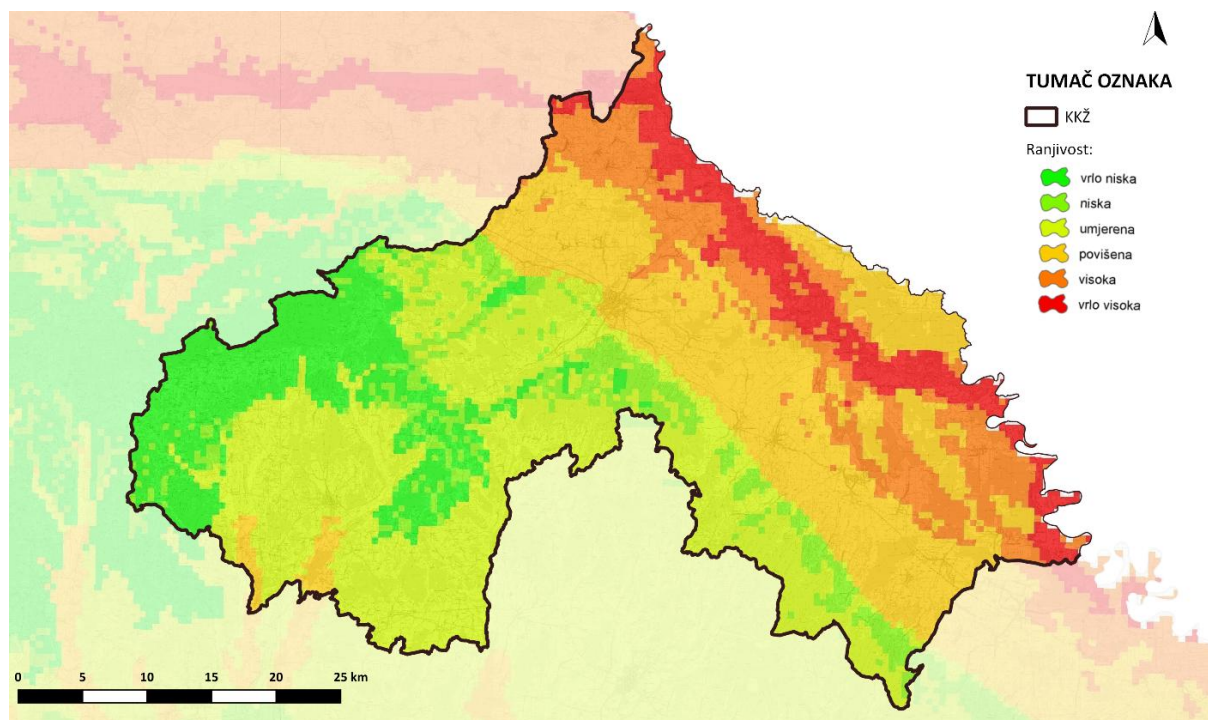 TUMAČ OZNAKA
KKŽ
Ranjivost:
vrlo niska
niska
umjerena
povišena
visoka
vrlo visoka
0 5 10 15 20 25 km